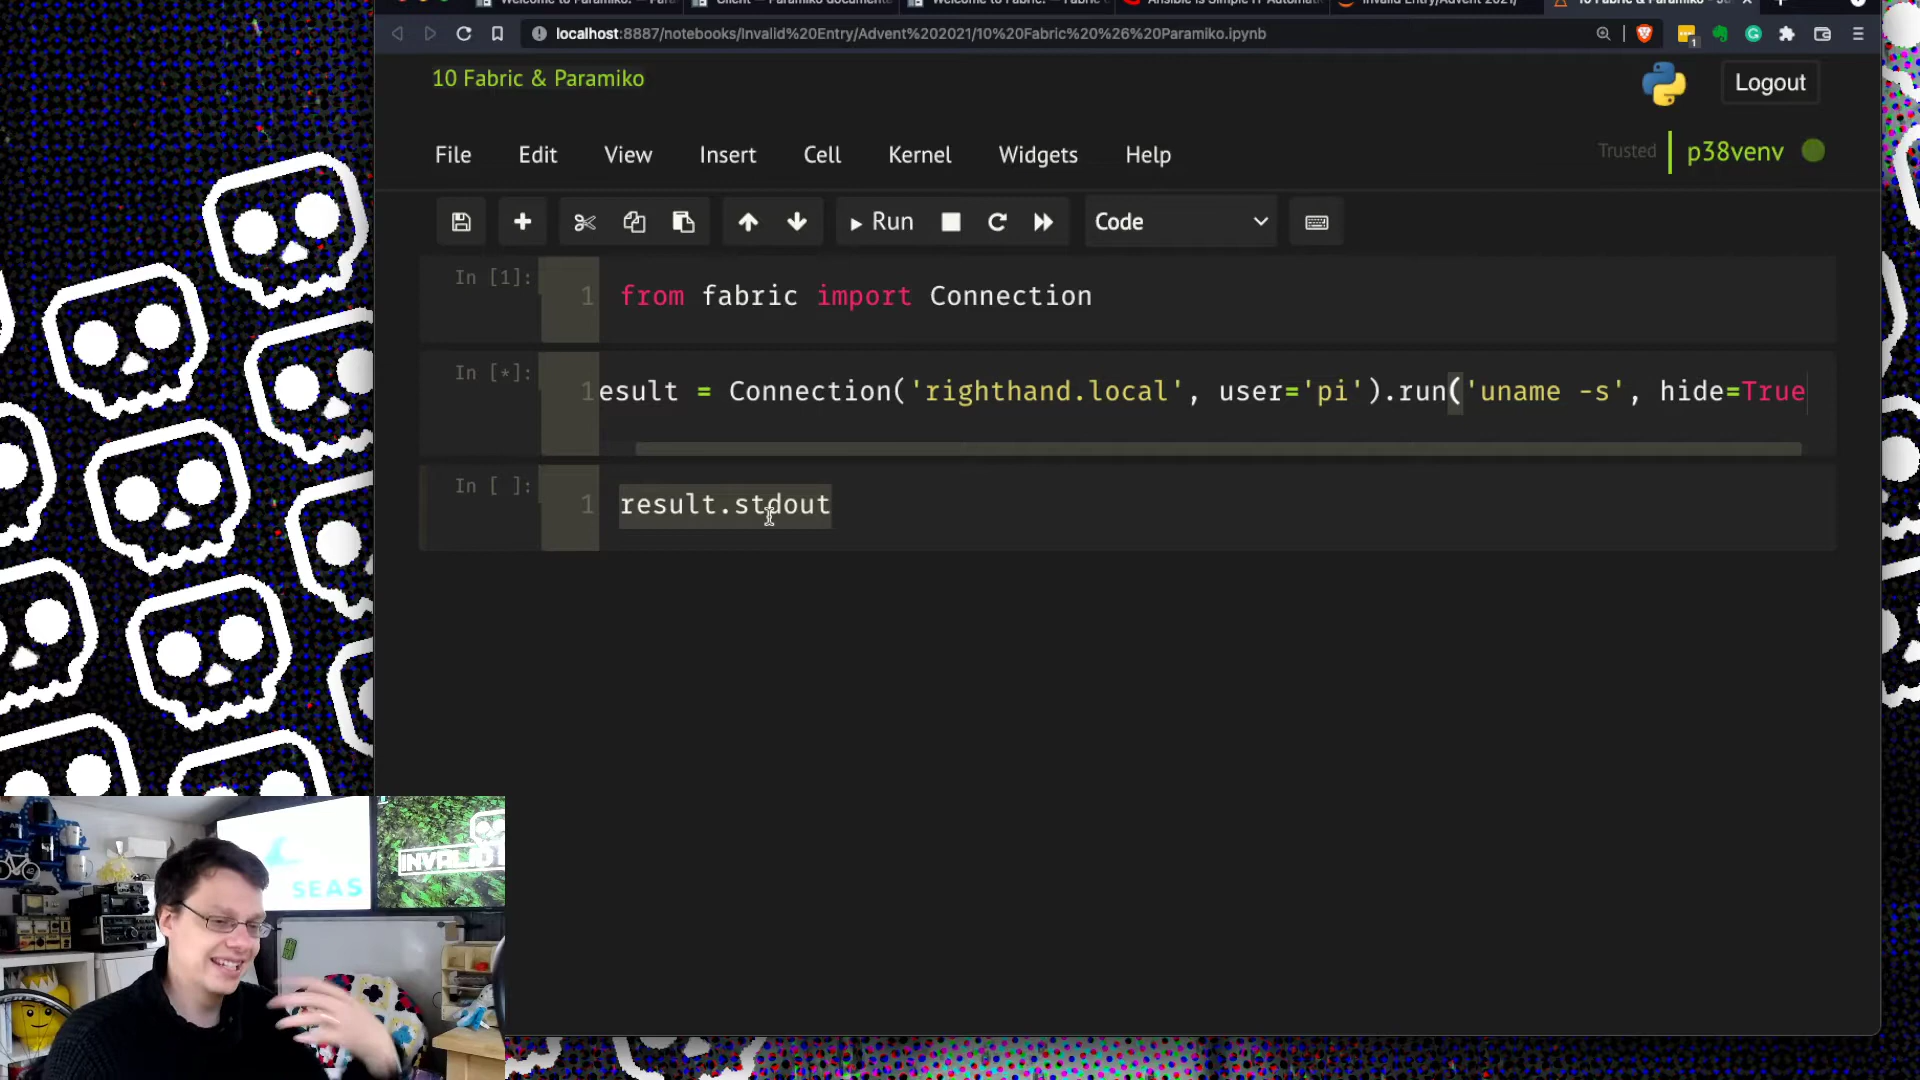 localhost:8887/notebooks/Invalid%20Entry/Advent%202021/10%20Fabric%20%26%20Paramiko.ipynb
1
10 Fabric & Paramiko
Logout
File Edit View Insert Cell Kernel Widgets Help
Trusted p38venv
Run Code
In [1]:
1 from fabric import Connection
In [*]:
1 esult = Connection('righthand.local', user='pi').run('uname -s', hide=True
In [ ]:
1 result.stdout
SEAS
INVALID